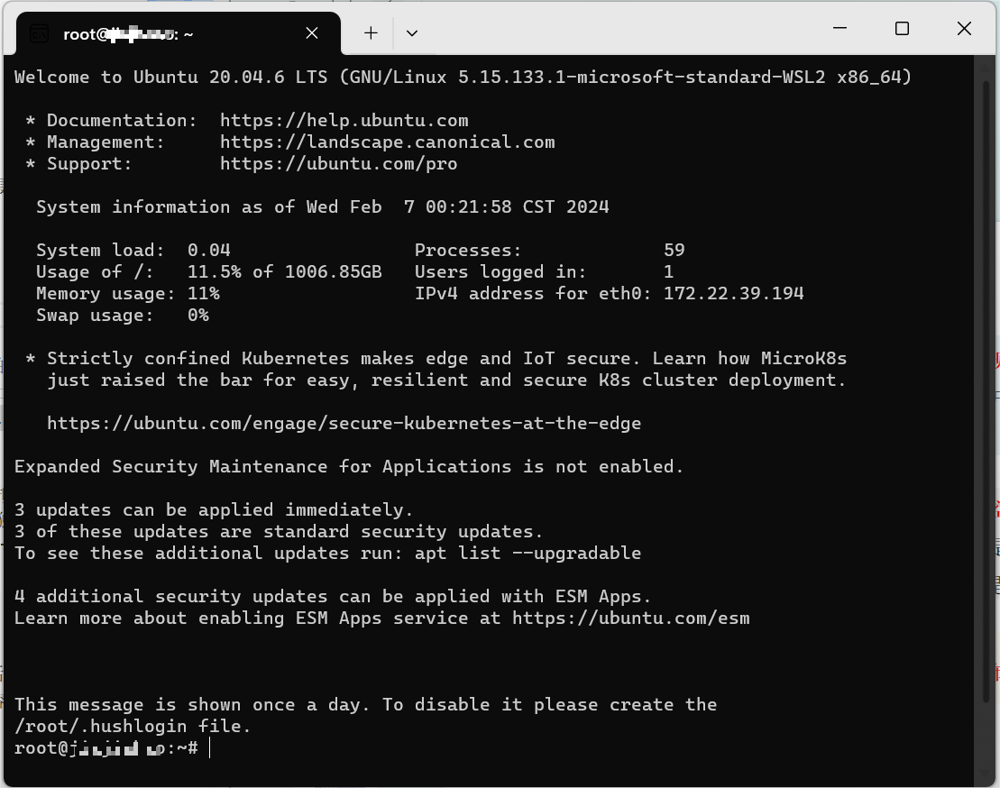 root@: ~
Welcome to Ubuntu 20.04.6 LTS (GNU/Linux 5.15.133.1-microsoft-standard-WSL2 x86_64)
* Documentation:  https://help.ubuntu.com
* Management:     https://landscape.canonical.com
* Support:        https://ubuntu.com/pro
System information as of Wed Feb  7 00:21:58 CST 2024
System load:  0.04                 Processes:             59
Usage of /:   11.5% of 1006.85GB   Users logged in:       1
Memory usage: 11%                  IPv4 address for eth0: 172.22.39.194
Swap usage:   0%
* Strictly confined Kubernetes makes edge and IoT secure. Learn how MicroK8s
just raised the bar for easy, resilient and secure K8s cluster deployment.
https://ubuntu.com/engage/secure-kubernetes-at-the-edge
Expanded Security Maintenance for Applications is not enabled.
3 updates can be applied immediately.
3 of these updates are standard security updates.
To see these additional updates run: apt list --upgradable
4 additional security updates can be applied with ESM Apps.
Learn more about enabling ESM Apps service at https://ubuntu.com/esm
This message is shown once a day. To disable it please create the
/root/.hushlogin file.
root@:~#